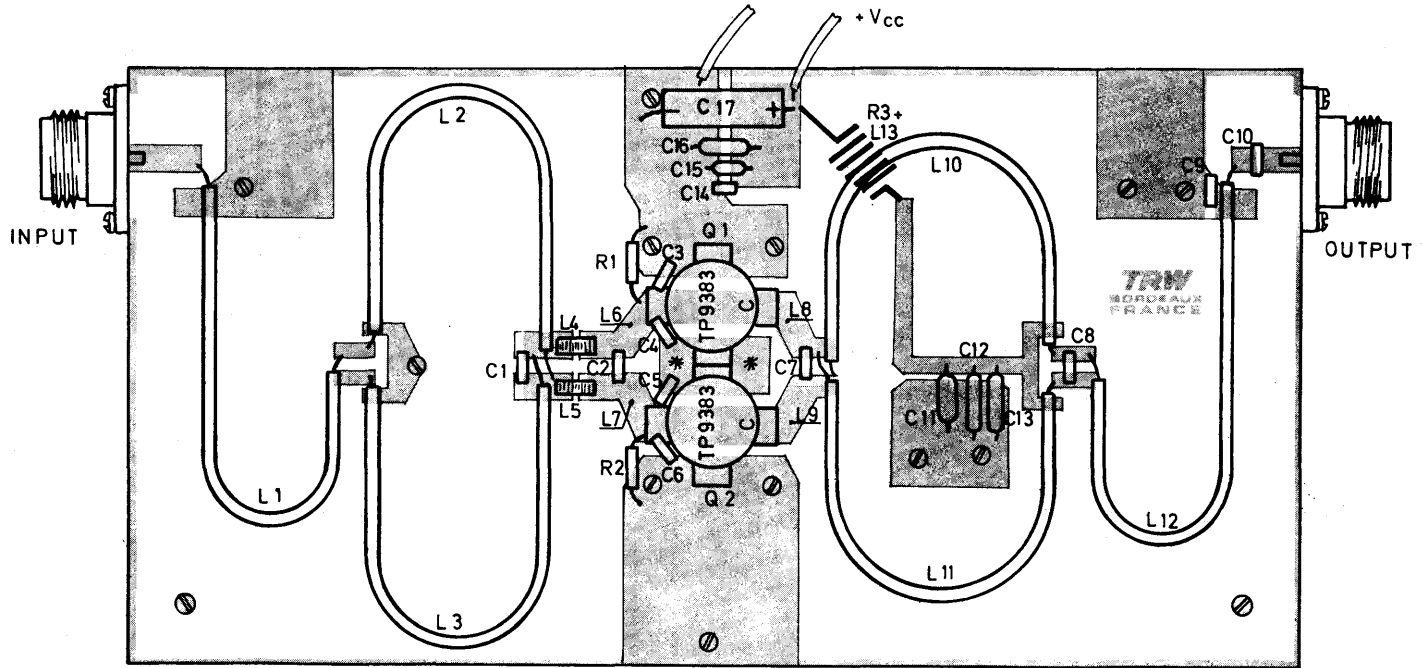 + Vcc
C17
+
R3+
L13
L2
C16
C15
C14
L10
C10
C9
INPUT
OUTPUT
Q1
R1
C3
TP9383
C
L6
L8
L4
C4
*
*
C1
C2
C7
C12
C8
TRW
BORDEAUX
FRANCE
L5
C5
L7
L9
TP9383
C
C11
C13
R2
C6
Q2
L1
L12
L3
L11